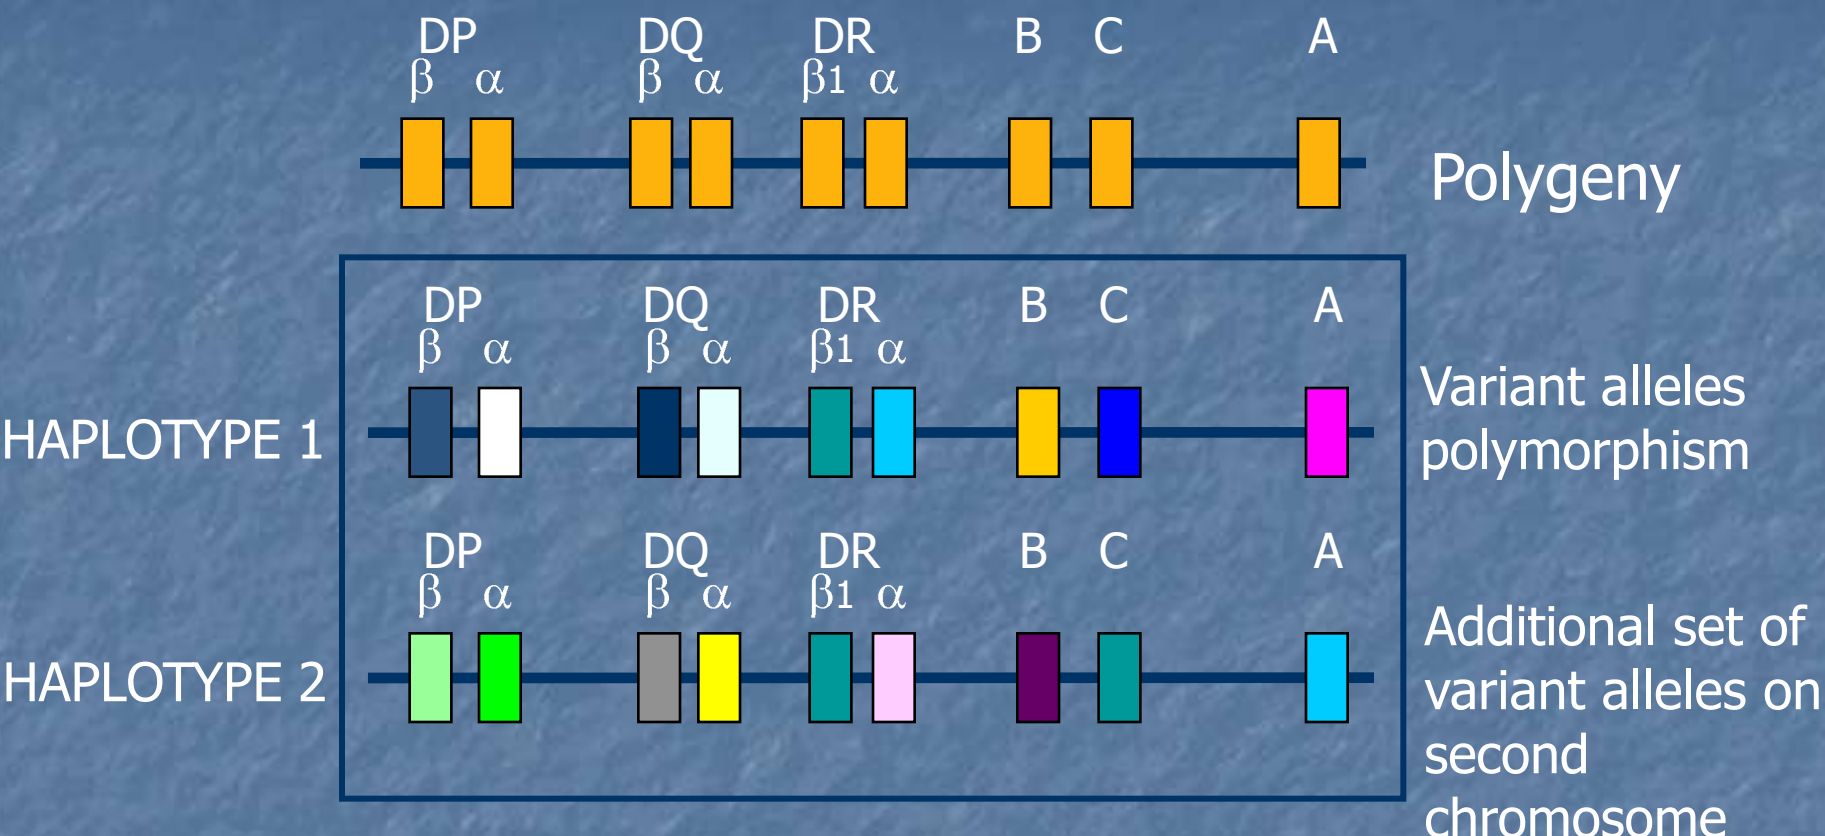 DP DQ DR B C A
β α β α β1 α
Polygeny
DP DQ DR B C A
β α β α β1 α
HAPLOTYPE 1
Variant alleles
polymorphism
DP DQ DR B C A
β α β α β1 α
HAPLOTYPE 2
Additional set of
variant alleles on
second
chromosome